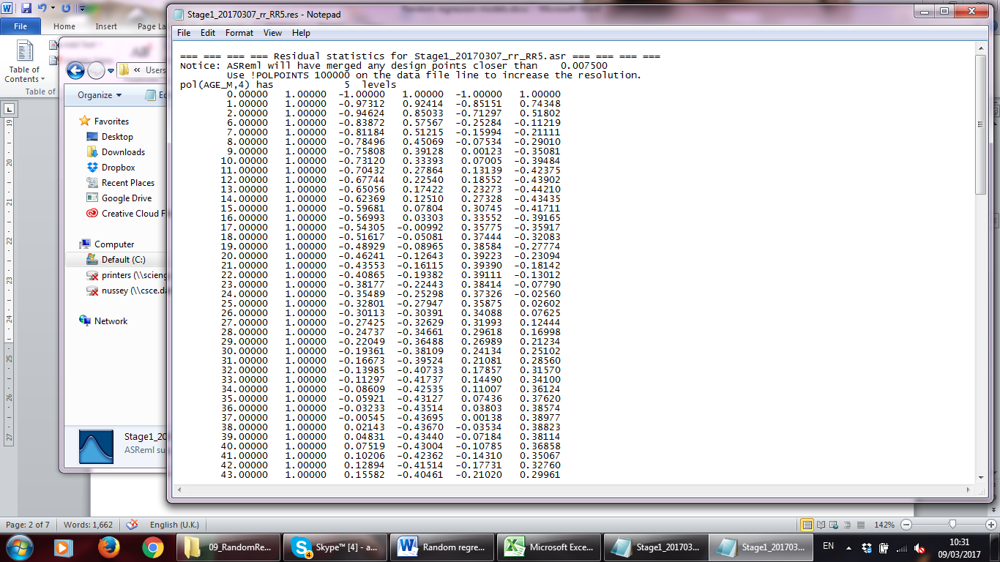 Stage1_20170307_rr_RR5.res - Notepad
File Home Insert Page La
File Edit Format View Help
Table of
Contents
Table of
« Users
Organize
Favorites
Desktop
Downloads
Dropbox
Recent Places
Google Drive
Creative Cloud F
Computer
Default (C:)
printers (\\scieng
nussey (\\csce.da
Network
Stage1_20
ASReml su
=== === === === Residual statistics for Stage1_20170307_rr_RR5.asr === === === ===
Notice: ASReml will have merged any design points closer than 0.007500
Use !POLPOINTS 100000 on the data file line to increase the resolution.
pol(AGE_M,4) has 5 levels
0.00000 1.00000 -1.00000 1.00000 -1.00000 1.00000
1.00000 1.00000 -0.97312 0.92414 -0.85151 0.74348
2.00000 1.00000 -0.94624 0.85033 -0.71297 0.51802
6.00000 1.00000 -0.83872 0.57567 -0.25284 -0.11219
7.00000 1.00000 -0.81184 0.51215 -0.15994 -0.21111
8.00000 1.00000 -0.78496 0.45069 -0.07534 -0.29010
9.00000 1.00000 -0.75808 0.39128 0.00123 -0.35081
10.00000 1.00000 -0.73120 0.33393 0.07005 -0.39484
11.00000 1.00000 -0.70432 0.27864 0.13139 -0.42375
12.00000 1.00000 -0.67744 0.22540 0.18552 -0.43902
13.00000 1.00000 -0.65056 0.17422 0.23273 -0.44210
14.00000 1.00000 -0.62369 0.12510 0.27328 -0.43435
15.00000 1.00000 -0.59681 0.07804 0.30745 -0.41711
16.00000 1.00000 -0.56993 0.03303 0.33552 -0.39165
17.00000 1.00000 -0.54305 -0.00992 0.35775 -0.35917
18.00000 1.00000 -0.51617 -0.05081 0.37444 -0.32083
19.00000 1.00000 -0.48929 -0.08965 0.38584 -0.27774
20.00000 1.00000 -0.46241 -0.12643 0.39223 -0.23094
21.00000 1.00000 -0.43553 -0.16115 0.39390 -0.18142
22.00000 1.00000 -0.40865 -0.19382 0.39111 -0.13012
23.00000 1.00000 -0.38177 -0.22443 0.38414 -0.07790
24.00000 1.00000 -0.35489 -0.25298 0.37326 -0.02560
25.00000 1.00000 -0.32801 -0.27947 0.35875 0.02602
26.00000 1.00000 -0.30113 -0.30391 0.34088 0.07625
27.00000 1.00000 -0.27425 -0.32629 0.31993 0.12444
28.00000 1.00000 -0.24737 -0.34661 0.29618 0.16998
29.00000 1.00000 -0.22049 -0.36488 0.26989 0.21234
30.00000 1.00000 -0.19361 -0.38109 0.24134 0.25102
31.00000 1.00000 -0.16673 -0.39524 0.21081 0.28560
32.00000 1.00000 -0.13985 -0.40733 0.17857 0.31570
33.00000 1.00000 -0.11297 -0.41737 0.14490 0.34100
34.00000 1.00000 -0.08609 -0.42535 0.11007 0.36124
35.00000 1.00000 -0.05921 -0.43127 0.07436 0.37620
36.00000 1.00000 -0.03233 -0.43514 0.03803 0.38574
37.00000 1.00000 -0.00545 -0.43695 0.00138 0.38977
38.00000 1.00000 0.02143 -0.43670 -0.03534 0.38823
39.00000 1.00000 0.04831 -0.43440 -0.07184 0.38114
40.00000 1.00000 0.07519 -0.43004 -0.10785 0.36858
41.00000 1.00000 0.10206 -0.42362 -0.14310 0.35067
42.00000 1.00000 0.12894 -0.41514 -0.17731 0.32760
43.00000 1.00000 0.15582 -0.40461 -0.21020 0.29961
19
20
21
22
23
24
25
26
27
Page: 2 of 7 Words: 1,662 English (U.K.) 142%
09_RandomRe... Skype™ [4] - a... Random regre... Microsoft Exce... Stage1_201703... Stage1_201703... EN 10:31
09/03/2017